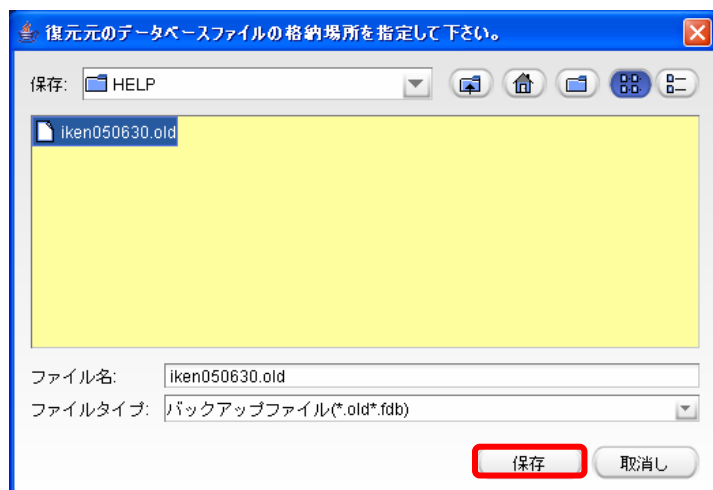 復元元のデータベースファイルの格納場所を指定して下さい。
保存: HELP
iken050630.old
ファイル名: iken050630.old
ファイルタイプ: バックアップファイル(*.old*.fdb)
保存 取消し